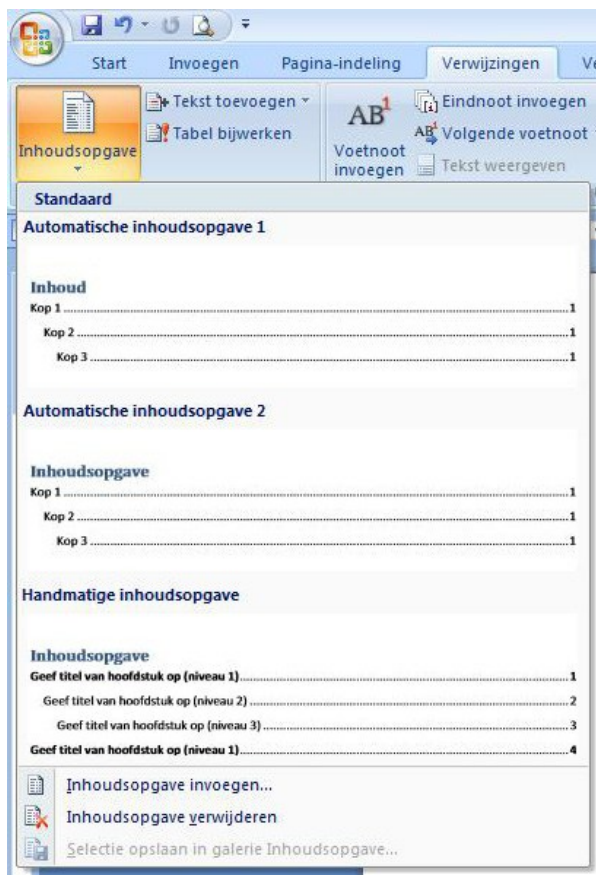 Start Invoegen Pagina-indeling Verwijzingen Ve
Inhoudsopgave
Tekst toevoegen
Tabel bijwerken
AB1
Voetnoot
invoegen
Eindnoot invoegen
AB1 Volgende voetnoot
Tekst weergeven
Standaard
Automatische inhoudsopgave 1
Inhoud
Kop 1 ........ 1
Kop 2 ........ 1
Kop 3 ........ 1
Automatische inhoudsopgave 2
Inhoudsopgave
Kop 1 ........ 1
Kop 2 ........ 1
Kop 3 ........ 1
Handmatige inhoudsopgave
Inhoudsopgave
Geef titel van hoofdstuk op (niveau 1) ........ 1
Geef titel van hoofdstuk op (niveau 2) ........ 2
Geef titel van hoofdstuk op (niveau 3) ........ 3
Geef titel van hoofdstuk op (niveau 1) ........ 4
Inhoudsopgave invoegen...
Inhoudsopgave verwijderen
Selectie opslaan in galerie Inhoudsopgave...